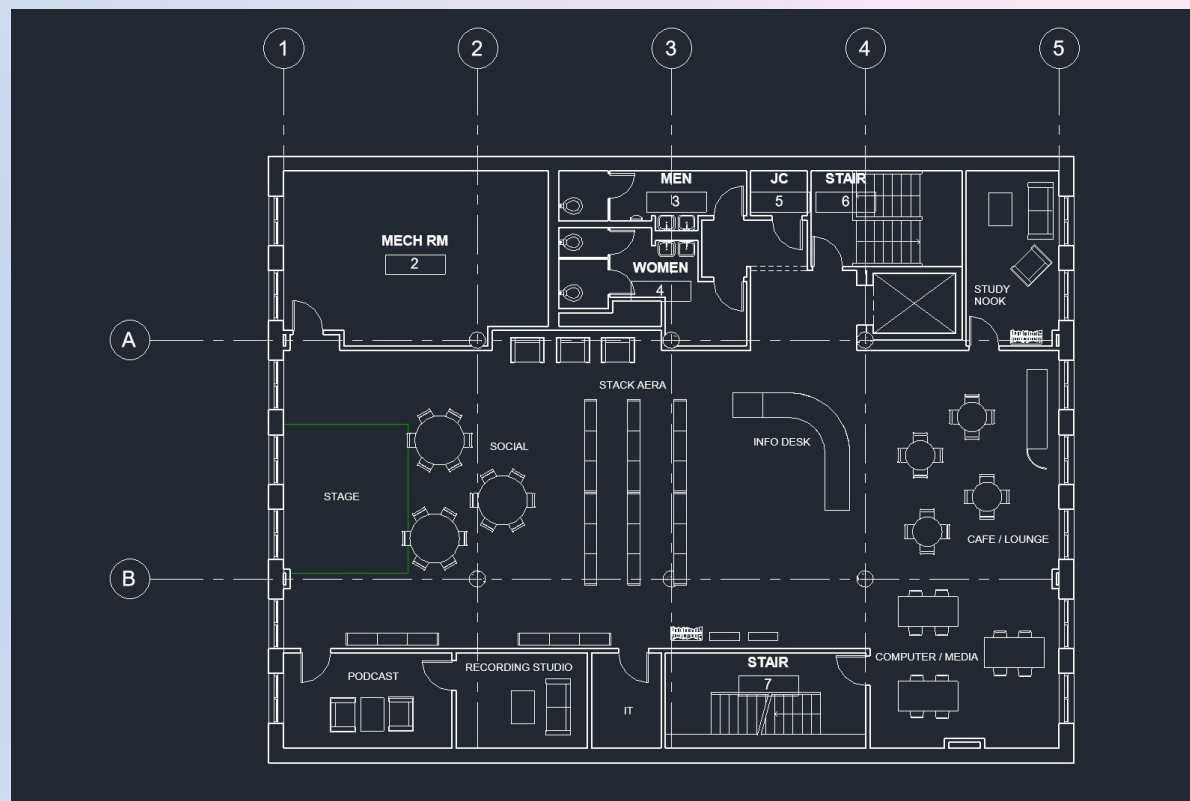 1 2 3 4 5
MEN
3
JC
5
STAIR
6
MECH RM
2
WOMEN
4
STUDY
NOOK
A
STACK AERA
INFO DESK
SOCIAL
STAGE
CAFE / LOUNGE
B
PODCAST
RECORDING STUDIO
STAIR
7
COMPUTER / MEDIA
IT